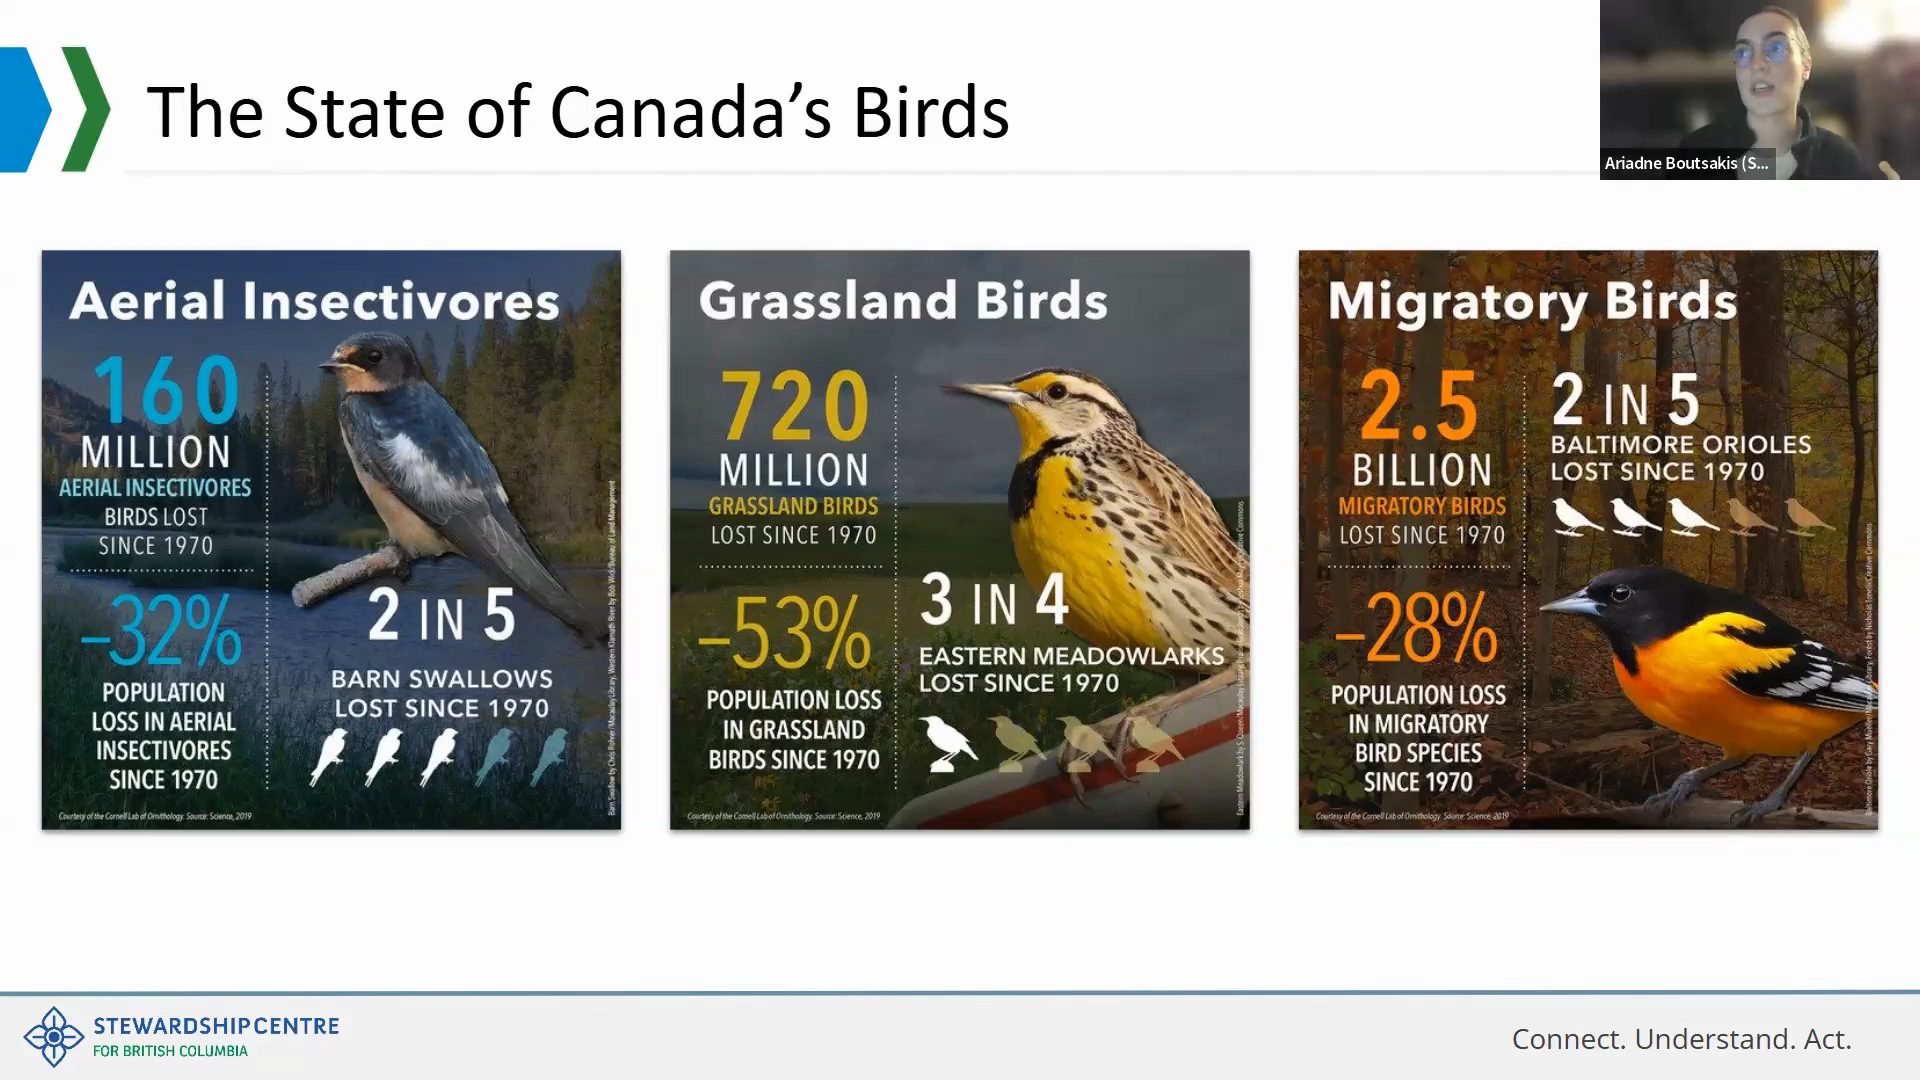 The State of Canada's Birds
Ariadne Boutsakis (S...
Aerial Insectivores
160
MILLION
AERIAL INSECTIVORES
BIRDS LOST
SINCE 1970
–32%
POPULATION
LOSS IN AERIAL
INSECTIVORES
SINCE 1970
2 IN 5
BARN SWALLOWS
LOST SINCE 1970
Courtesy of the Cornell Lab of Ornithology. Source: Science, 2019
Grassland Birds
720
MILLION
GRASSLAND BIRDS
LOST SINCE 1970
–53%
POPULATION LOSS
IN GRASSLAND
BIRDS SINCE 1970
3 IN 4
EASTERN MEADOWLARKS
LOST SINCE 1970
Courtesy of the Cornell Lab of Ornithology. Source: Science, 2019
Migratory Birds
2.5
BILLION
MIGRATORY BIRDS
LOST SINCE 1970
–28%
POPULATION LOSS
IN MIGRATORY
BIRD SPECIES
SINCE 1970
2 IN 5
BALTIMORE ORIOLES
LOST SINCE 1970
Courtesy of the Cornell Lab of Ornithology. Source: Science, 2019
STEWARDSHIP CENTRE
FOR BRITISH COLUMBIA
Connect. Understand. Act.